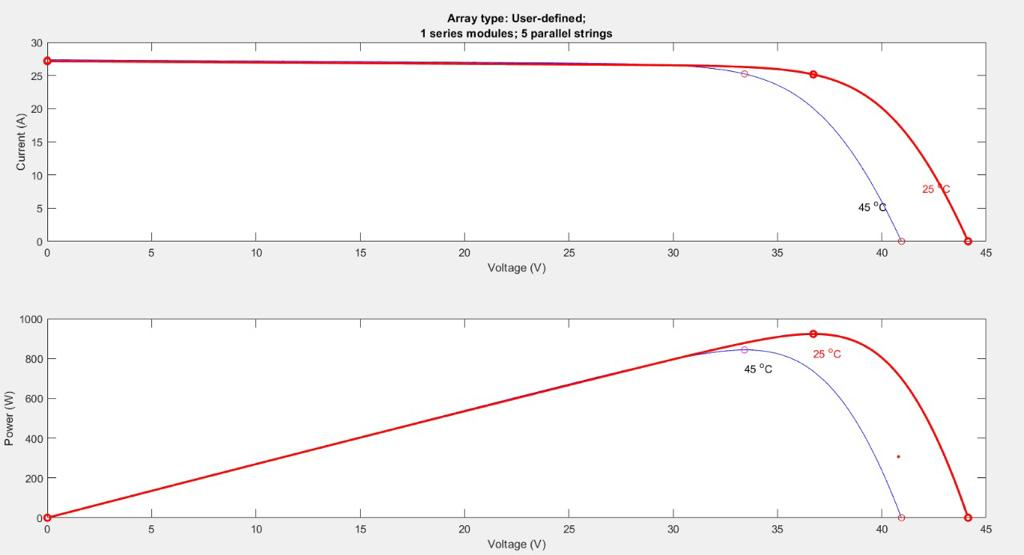 Array type: User-defined;
1 series modules; 5 parallel strings
30
25
20
15
10
5
0
Current (A)
25 °C
45 °C
0 5 10 15 20 25 30 35 40 45
Voltage (V)
1000
800
600
400
200
0
Power (W)
25 °C
45 °C
0 5 10 15 20 25 30 35 40 45
Voltage (V)